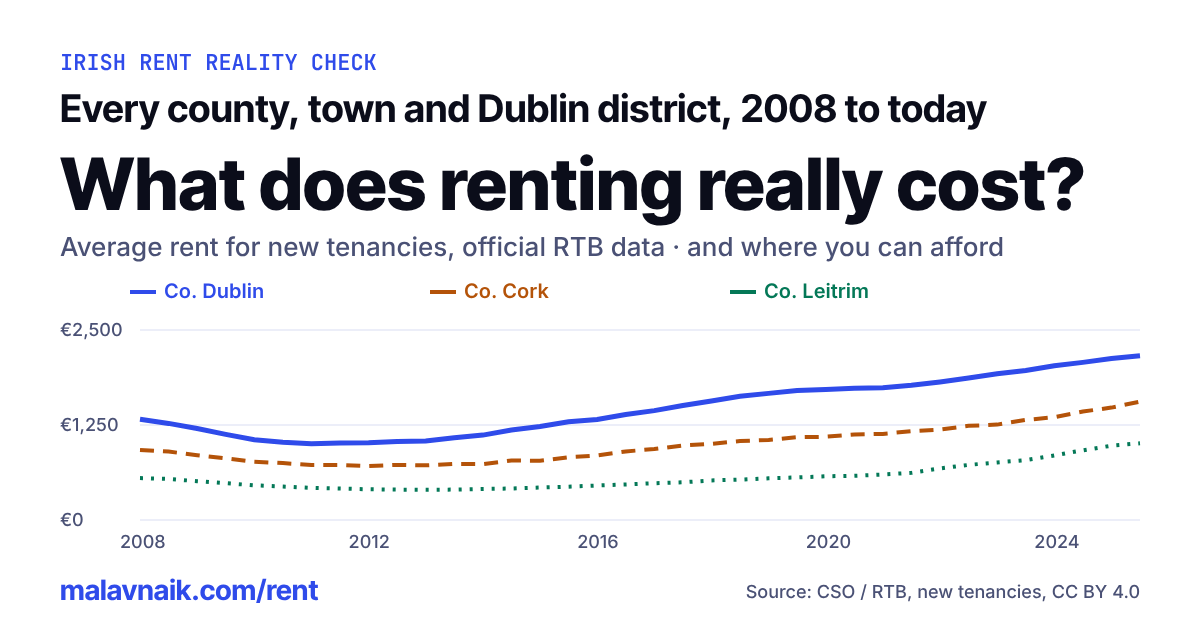 IRISH RENT REALITY CHECK
Every county, town and Dublin district, 2008 to today
What does renting really cost?
Average rent for new tenancies, official RTB data · and where you can afford
Co. Dublin Co. Cork Co. Leitrim
€2,500
€1,250
€0
2008 2012 2016 2020 2024
malavnaik.com/rent Source: CSO / RTB, new tenancies, CC BY 4.0